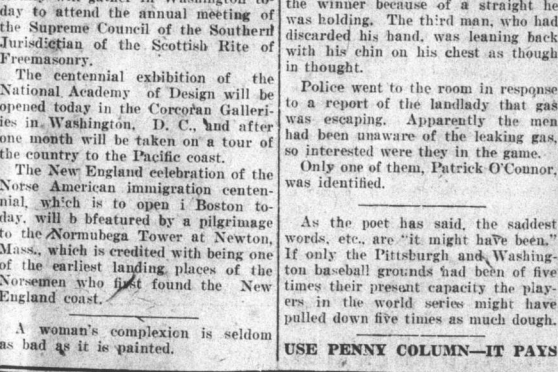 day to attend the annual meeting of
the Supreme Council of the Southern
Jurisdiction of the Scottish Rite of
Freemasonry.
The centennial exhibition of the
National Academy of Design will be
opened today in the Corcoran Galler-
ies in Washington, D. C., and after
one month will be taken on a tour of
the country to the Pacific coast.
The New England celebration of the
Norse American immigration centen-
nial, which is to open i Boston to-
day, will b bfeatured by a pilgrimage
to the Normubega Tower at Newton,
Mass., which is credited with being one
of the earliest landing places of the
Norsemen who first found the New
England coast.
A woman's complexion is seldom
as bad as it is painted.
the winner because of a straight he
was holding. The third man, who had
discarded his hand, was leaning back
with his chin on his chest as though
in thought.
Police went to the room in response
to a report of the landlady that gas
was escaping. Apparently the men
had been unaware of the leaking gas,
so interested were they in the game.
Only one of them, Patrick O'Connor,
was identified.
As the poet has said, the saddest
words, etc., are "it might have been."
If only the Pittsburgh and Washing-
ton baseball grounds had been of five
times their present capacity the play-
ers in the world series might have
pulled down five times as much dough.
USE PENNY COLUMN—IT PAYS